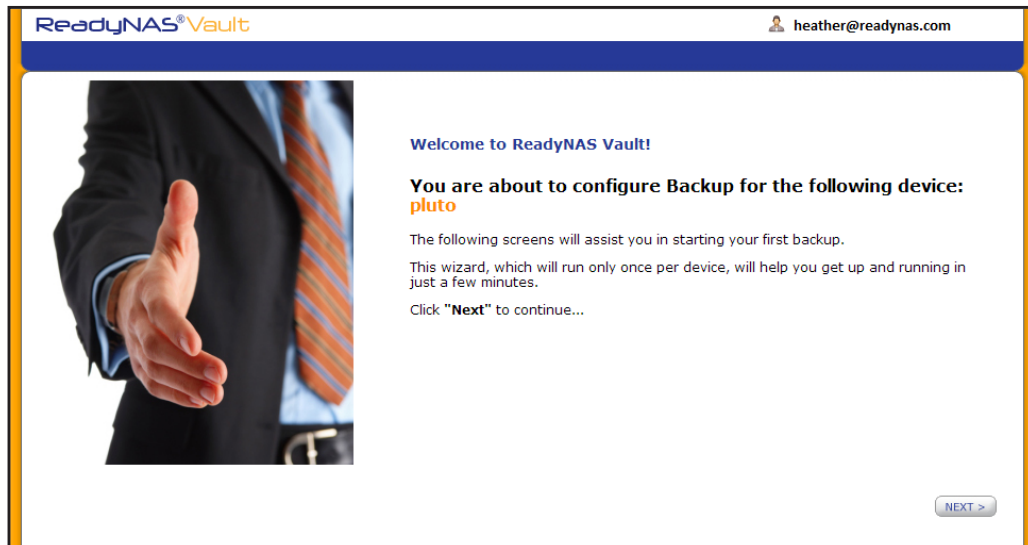 ReadyNAS®Vault
heather@readynas.com
Welcome to ReadyNAS Vault!
You are about to configure Backup for the following device:
pluto
The following screens will assist you in starting your first backup.
This wizard, which will run only once per device, will help you get up and running in
just a few minutes.
Click "Next" to continue...
NEXT >